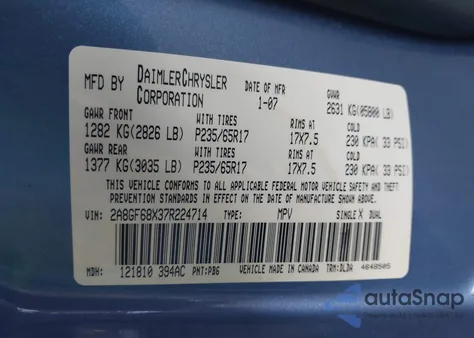 MFD BY DAIMLERCHRYSLER CORPORATION DATE OF MFR 1-07 GVWR 2631 KG(05800 LB)
GAWR FRONT WITH TIRES RIMS AT COLD
1282 KG(2826 LB) P235/65R17 17X7.5 230 KPA( 33 PSI)
GAWR REAR WITH TIRES RIMS AT COLD
1377 KG(3035 LB) P235/65R17 17X7.5 230 KPA( 33 PSI)
THIS VEHICLE CONFORMS TO ALL APPLICABLE FEDERAL MOTOR VEHICLE SAFETY AND THEFT
PREVENTION STANDARDS IN EFFECT ON THE DATE OF MANUFACTURE SHOWN ABOVE.
VIN: 2A8GF68X37R224714 TYPE: MPV SINGLE X DUAL
MDH: 121810 394AC PNT:PB6 VEHICLE MADE IN CANADA TRM:DLDA 4648505
autoSnap